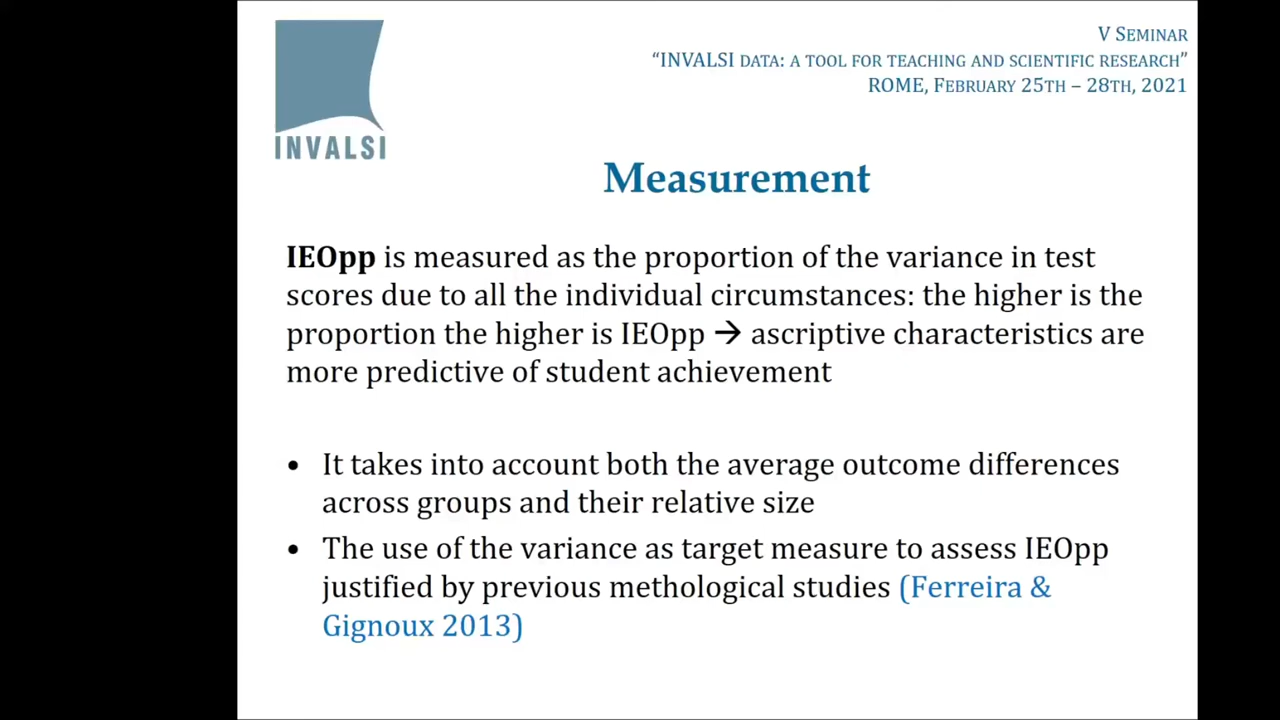 INVALSI
V SEMINAR
“INVALSI DATA: A TOOL FOR TEACHING AND SCIENTIFIC RESEARCH”
ROME, FEBRUARY 25TH – 28TH, 2021
Measurement
IEOpp is measured as the proportion of the variance in test
scores due to all the individual circumstances: the higher is the
proportion the higher is IEOpp → ascriptive characteristics are
more predictive of student achievement
• It takes into account both the average outcome differences
across groups and their relative size
• The use of the variance as target measure to assess IEOpp
justified by previous methological studies (Ferreira &
Gignoux 2013)